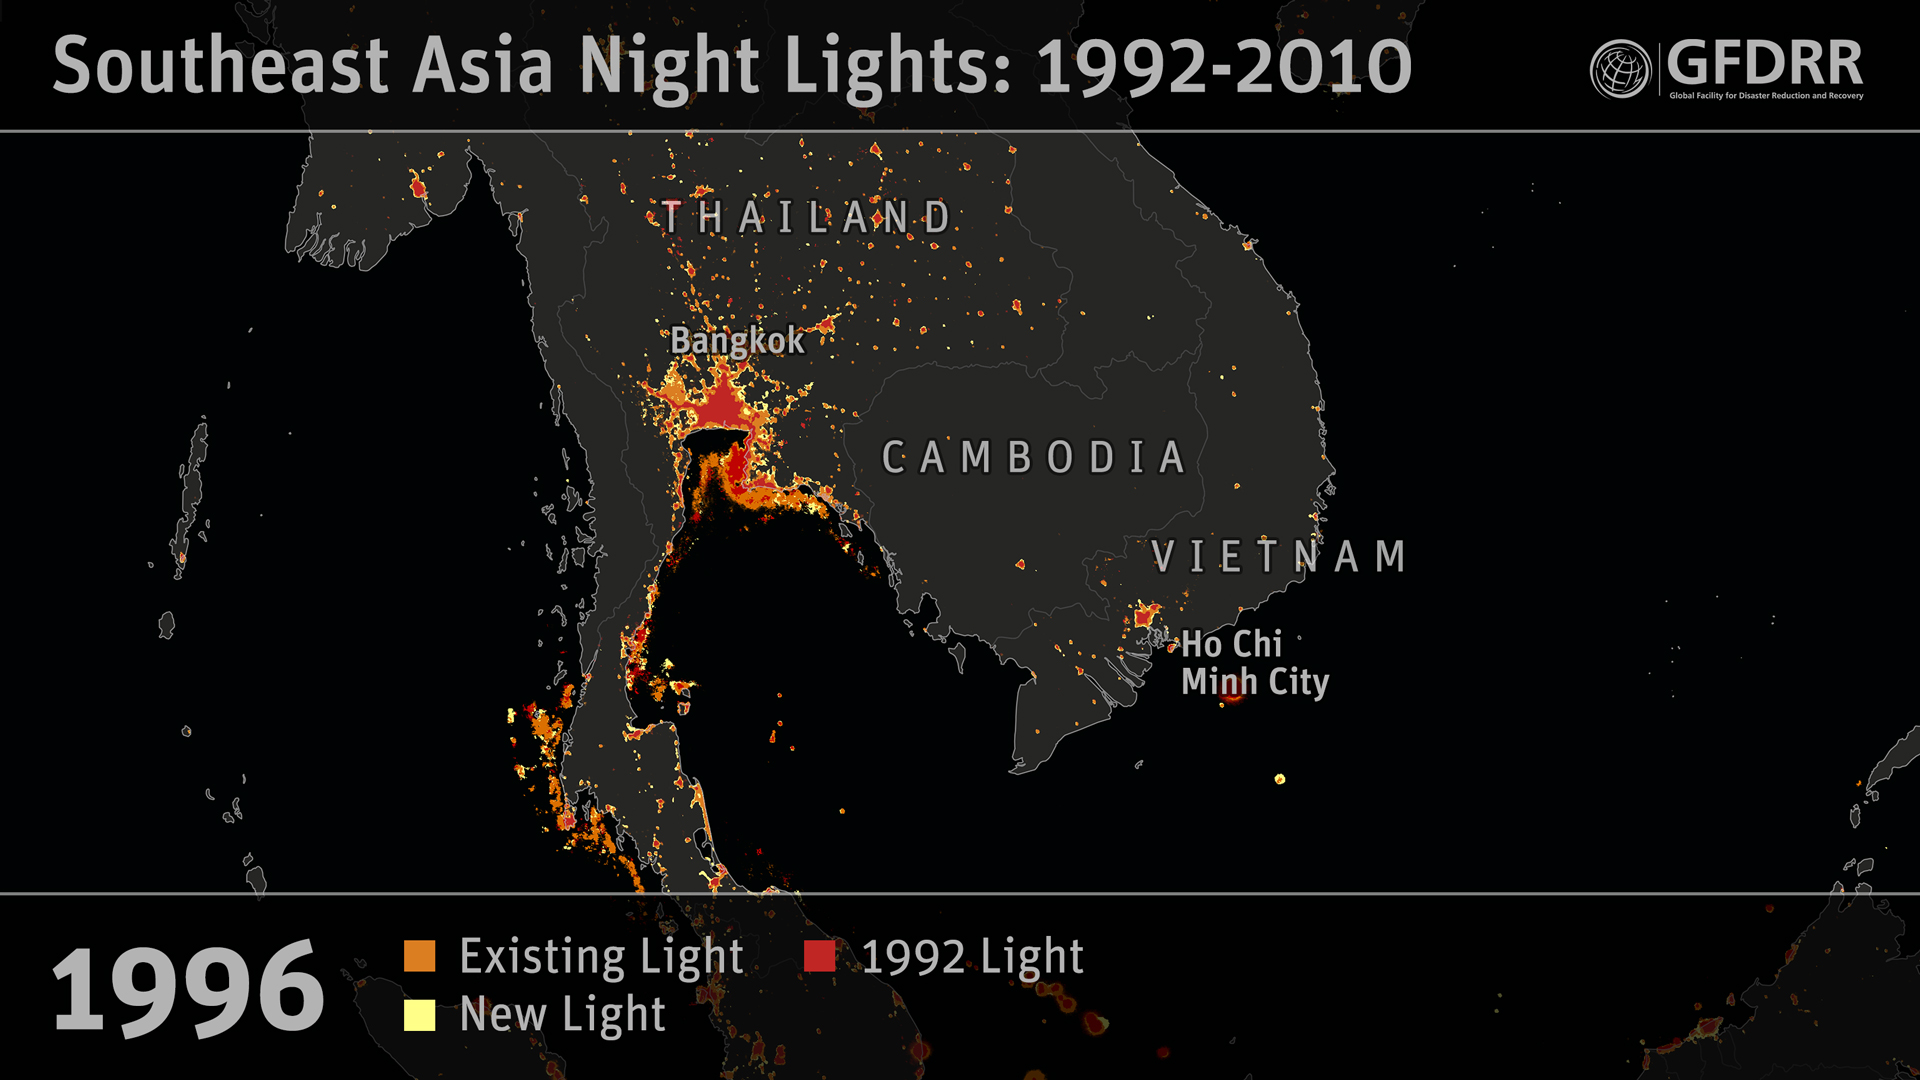 Southeast Asia Night Lights: 1992-2010
GFDRR
Global Facility for Disaster Reduction and Recovery
THAILAND
Bangkok
CAMBODIA
VIETNAM
Ho Chi
Minh City
1996
Existing Light
1992 Light
New Light